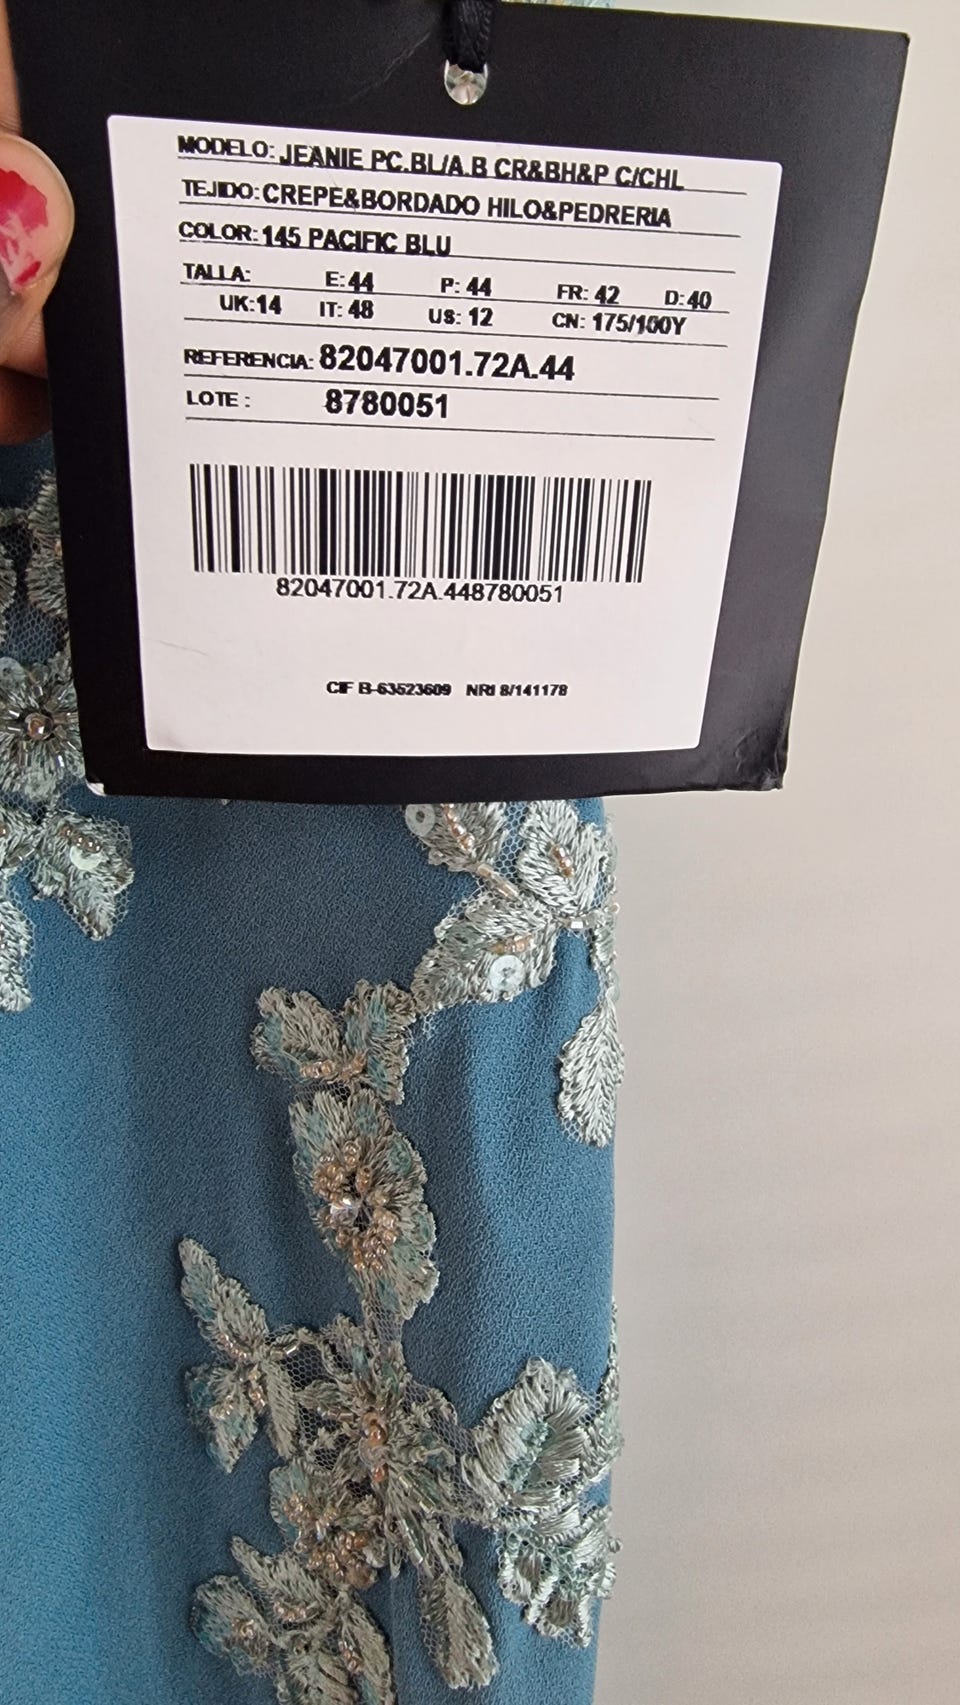 MODELO: JEANIE PC.BL/A.B CR&BH&P C/CHL
TEJIDO: CREPE&BORDADO HILO&PEDRERIA
COLOR: 145 PACIFIC BLU
TALLA: E: 44 P: 44 FR: 42 D: 40
UK: 14 IT: 48 US: 12 CN: 175/100Y
REFERENCIA: 82047001.72A.44
LOTE : 8780051
82047001.72A.448780051
CIF B-63523609 NRI 8/141178